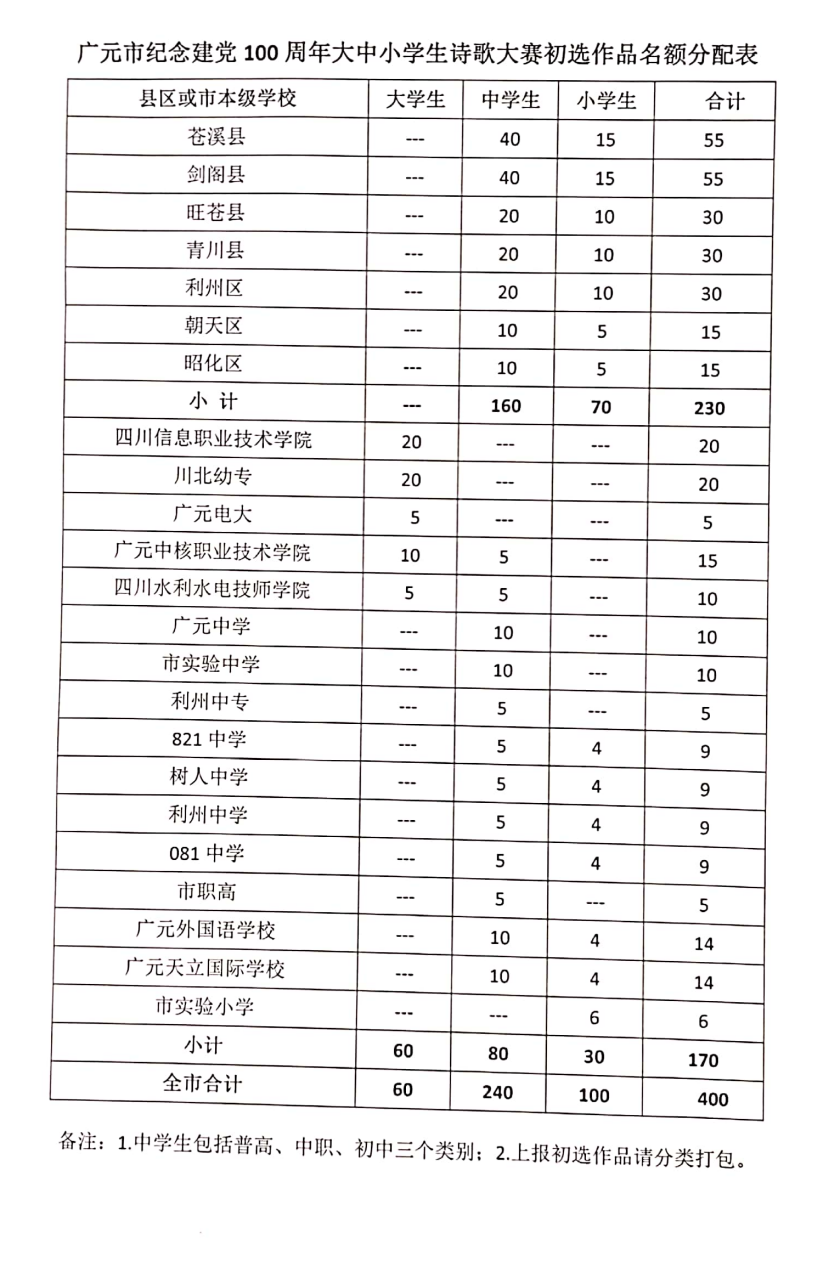 广元市纪念建党 100 周年大中小学生诗歌大赛初选作品名额分配表
县区或市本级学校 大学生 中学生 小学生 合计
苍溪县 --- 40 15 55
剑阁县 --- 40 15 55
旺苍县 --- 20 10 30
青川县 --- 20 10 30
利州区 --- 20 10 30
朝天区 --- 10 5 15
昭化区 --- 10 5 15
小 计 --- 160 70 230
四川信息职业技术学院 20 --- --- 20
川北幼专 20 --- --- 20
广元电大 5 --- --- 5
广元中核职业技术学院 10 5 --- 15
四川水利水电技师学院 5 5 --- 10
广元中学 --- 10 --- 10
市实验中学 --- 10 --- 10
利州中专 --- 5 --- 5
821 中学 --- 5 4 9
树人中学 --- 5 4 9
利州中学 --- 5 4 9
081 中学 --- 5 4 9
市职高 --- 5 --- 5
广元外国语学校 --- 10 4 14
广元天立国际学校 --- 10 4 14
市实验小学 --- --- 6 6
小计 60 80 30 170
全市合计 60 240 100 400
备注：1.中学生包括普高、中职、初中三个类别；2.上报初选作品请分类打包。